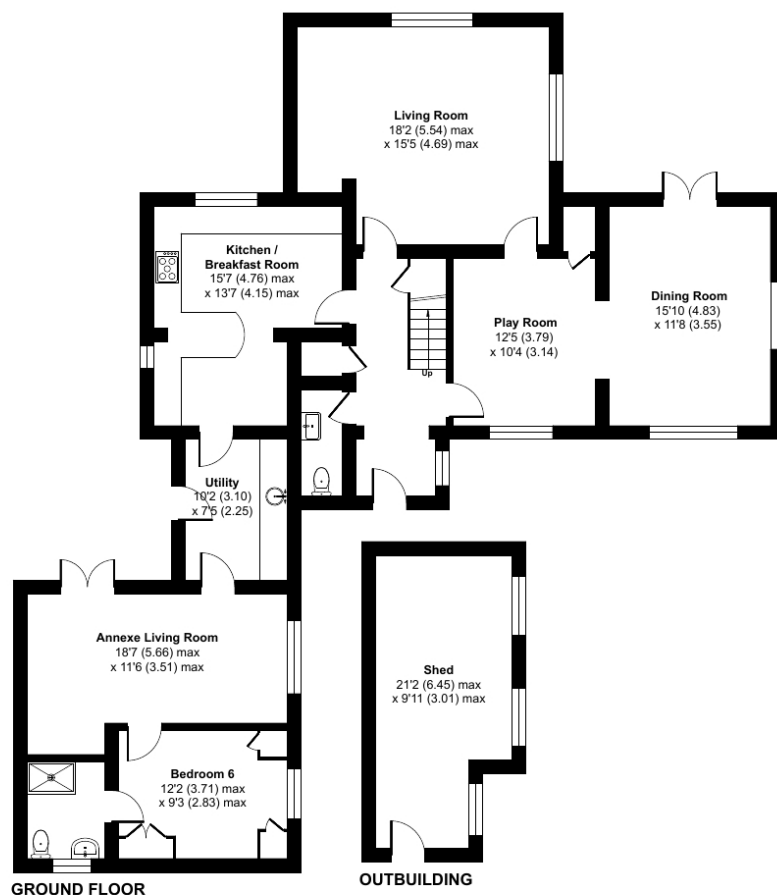 Living Room
18'2 (5.54) max
x 15'5 (4.69) max
Kitchen /
Breakfast Room
15'7 (4.76) max
x 13'7 (4.15) max
Dining Room
15'10 (4.83)
x 11'8 (3.55)
Play Room
12'5 (3.79)
x 10'4 (3.14)
Up
Utility
10'2 (3.10)
x 7'5 (2.25)
Annexe Living Room
18'7 (5.66) max
x 11'6 (3.51) max
Shed
21'2 (6.45) max
x 9'11 (3.01) max
Bedroom 6
12'2 (3.71) max
x 9'3 (2.83) max
GROUND FLOOR
OUTBUILDING